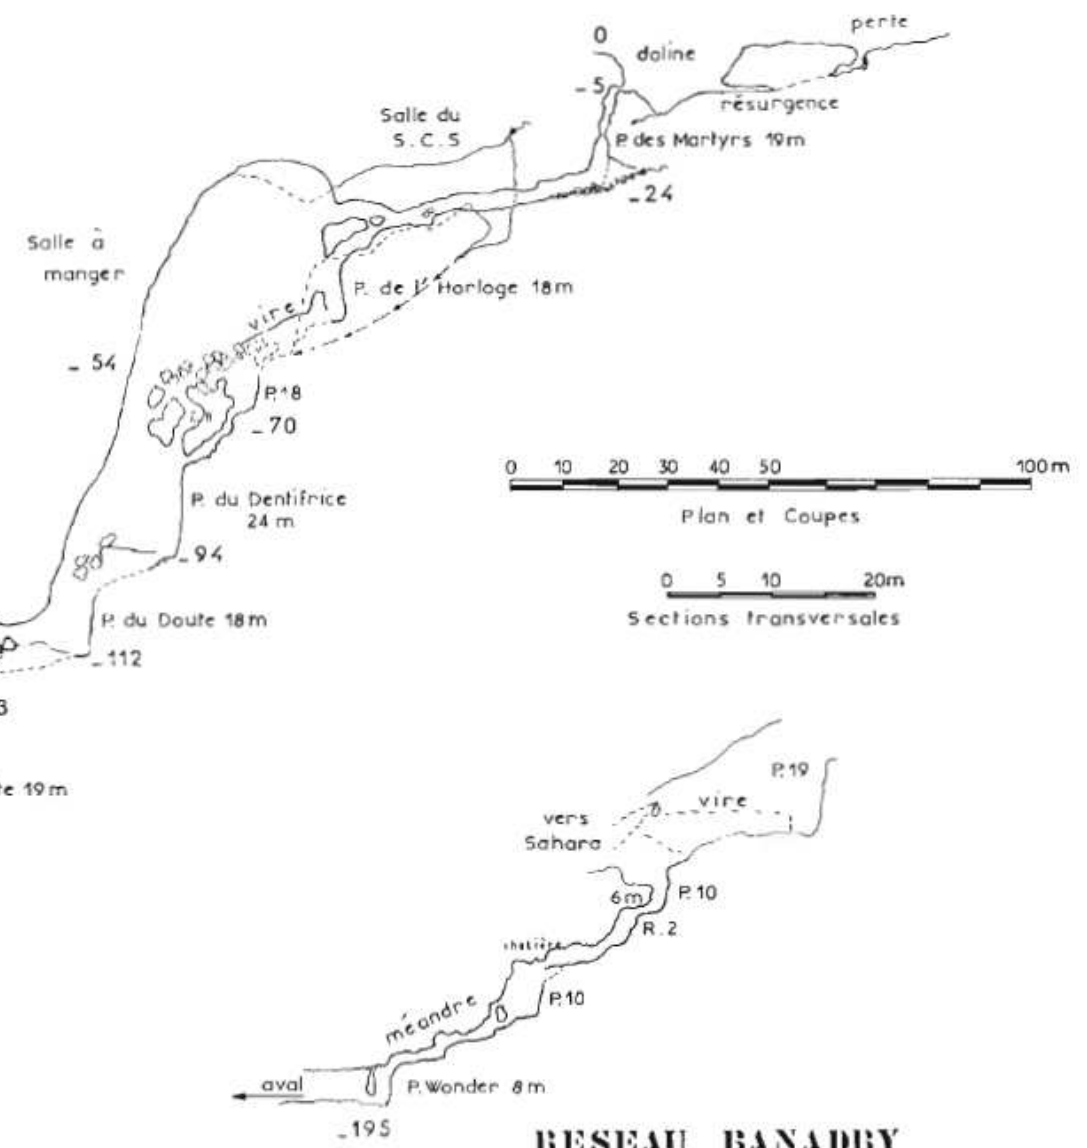 perte
0
doline
- 5
résurgence
Salle du
S.C.S
P. des Martyrs 19m
- 24
Salle à
manger
P. de l'Horloge 18m
vire
- 54
P.18
- 70
0 10 20 30 40 50 100m
Plan et Coupes
P. du Dentifrice
24 m
- 94
0 5 10 20m
Sections transversales
P. du Doute 18m
- 112
3
te 19m
P.19
vire
vers
Sahara
P.10
6m
R.2
chatière
P.10
méandre
aval
P. Wonder 8m
- 195
RESEAU BANADRY